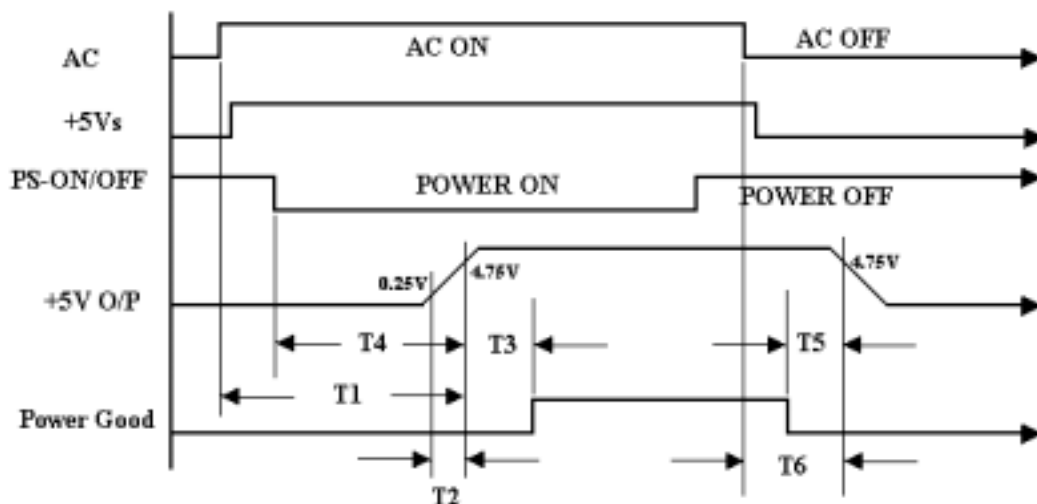 AC
AC ON
AC OFF
+5Vs
PS-ON/OFF
POWER ON
POWER OFF
+5V O/P
0.25V
4.75V
4.75V
T4
T3
T5
T1
Power Good
T2
T6